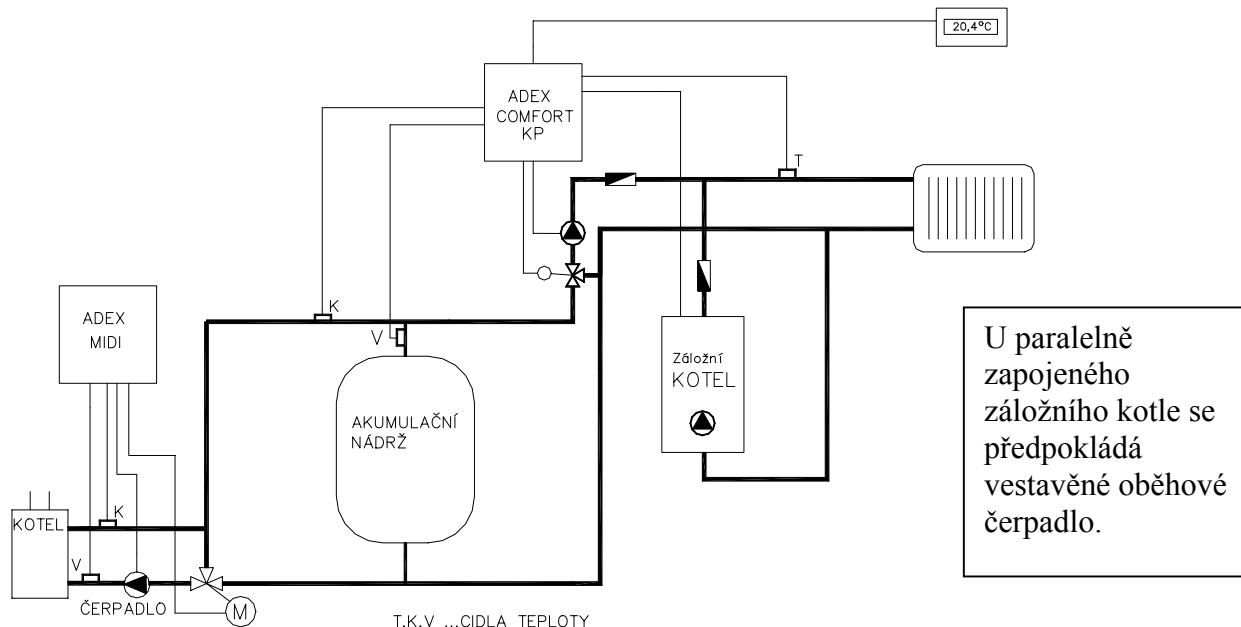 20,4°C
ADEX
COMFORT
KP
T
K
V
ADEX
MIDI
Záložní
KOTEL
AKUMULAČNÍ
NÁDRŽ
KOTEL
K
V
ČERPADLO
M
T,K,V ...CIDLA TEPLOTY
U paralelně
zapojeného
záložního kotle se
předpokládá
vestavěné oběhové
čerpadlo.